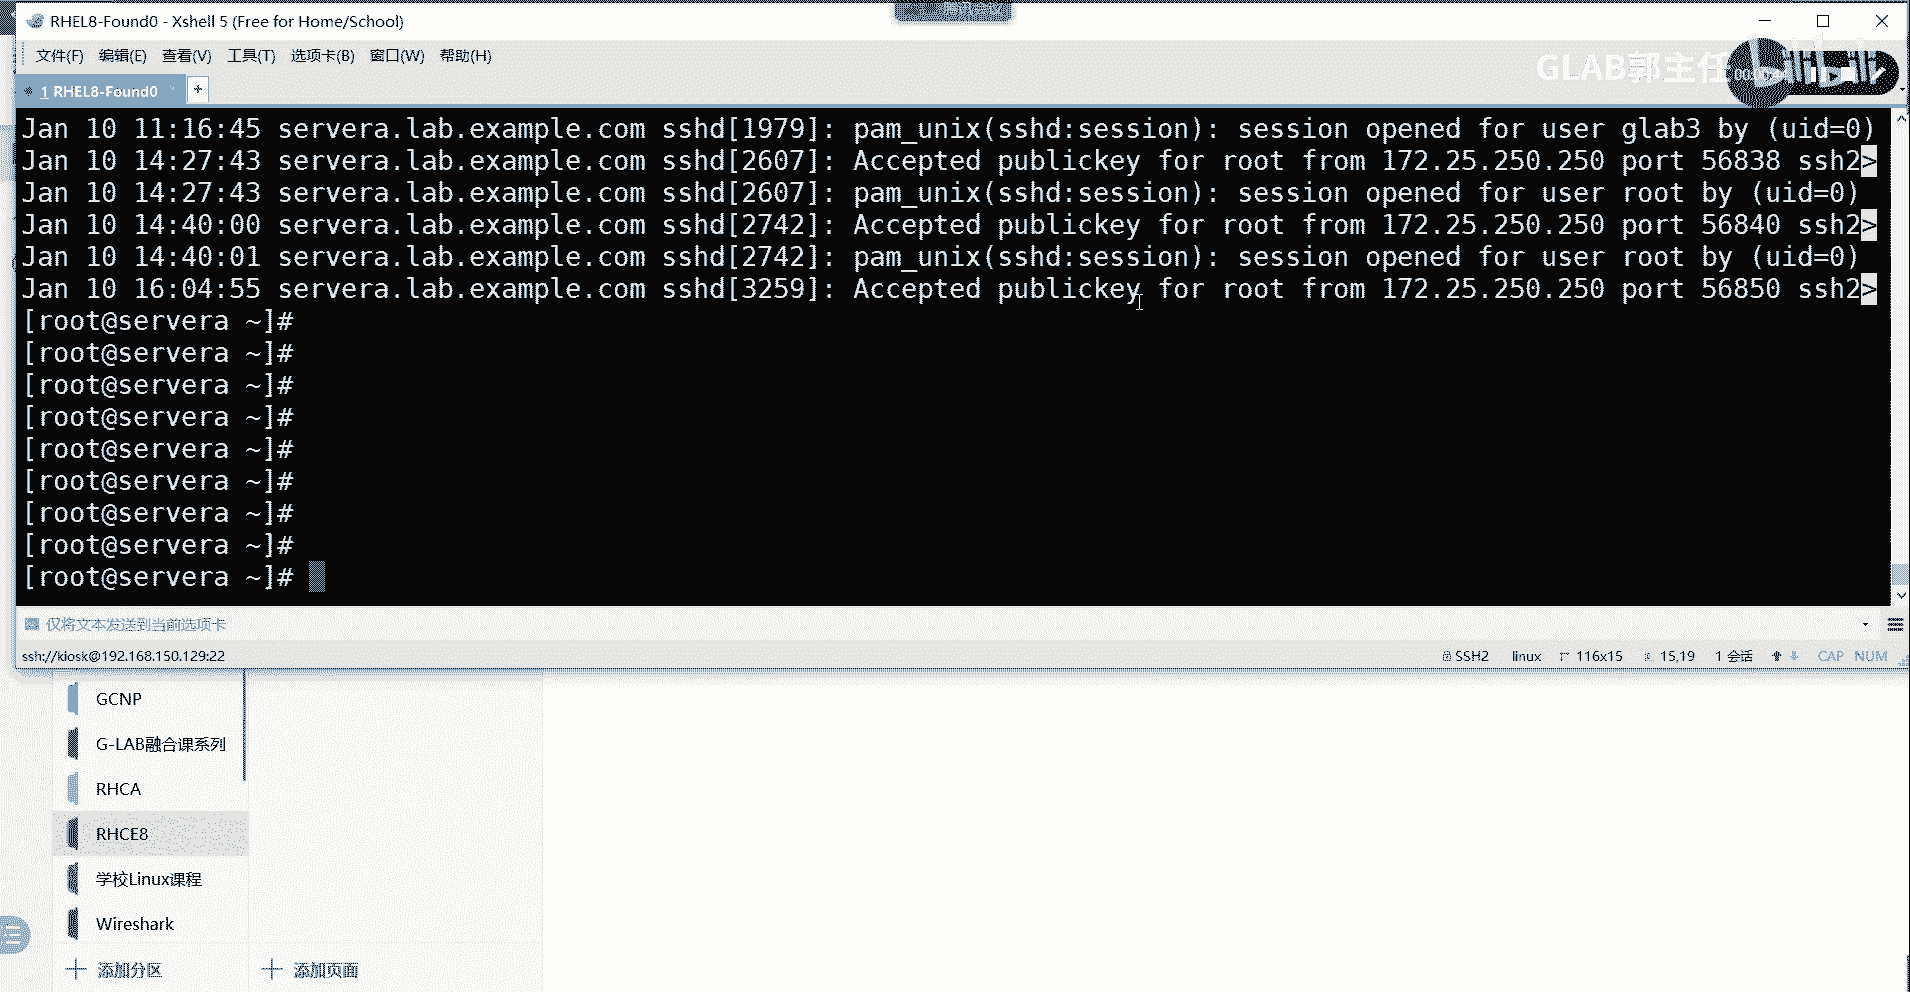 RHEL8-Found0 - Xshell 5 (Free for Home/School)
文件(F) 编辑(E) 查看(V) 工具(T) 选项卡(B) 窗口(W) 帮助(H)
GLAB郭主任
1 RHEL8-Found0
+
Jan 10 11:16:45 servera.lab.example.com sshd[1979]: pam_unix(sshd:session): session opened for user glab3 by (uid=0)
Jan 10 14:27:43 servera.lab.example.com sshd[2607]: Accepted publickey for root from 172.25.250.250 port 56838 ssh2>
Jan 10 14:27:43 servera.lab.example.com sshd[2607]: pam_unix(sshd:session): session opened for user root by (uid=0)
Jan 10 14:40:00 servera.lab.example.com sshd[2742]: Accepted publickey for root from 172.25.250.250 port 56840 ssh2>
Jan 10 14:40:01 servera.lab.example.com sshd[2742]: pam_unix(sshd:session): session opened for user root by (uid=0)
Jan 10 16:04:55 servera.lab.example.com sshd[3259]: Accepted publickey for root from 172.25.250.250 port 56850 ssh2>
[root@servera ~]#
[root@servera ~]#
[root@servera ~]#
[root@servera ~]#
[root@servera ~]#
[root@servera ~]#
[root@servera ~]#
[root@servera ~]#
[root@servera ~]#
仅将文本发送到当前选项卡
ssh://kiosk@192.168.150.129:22 SSH2 linux 116x15 15,19 1 会话 CAP NUM
GCNP
G-LAB融合课系列
RHCA
RHCE8
学校Linux课程
Wireshark
添加分区 添加页面